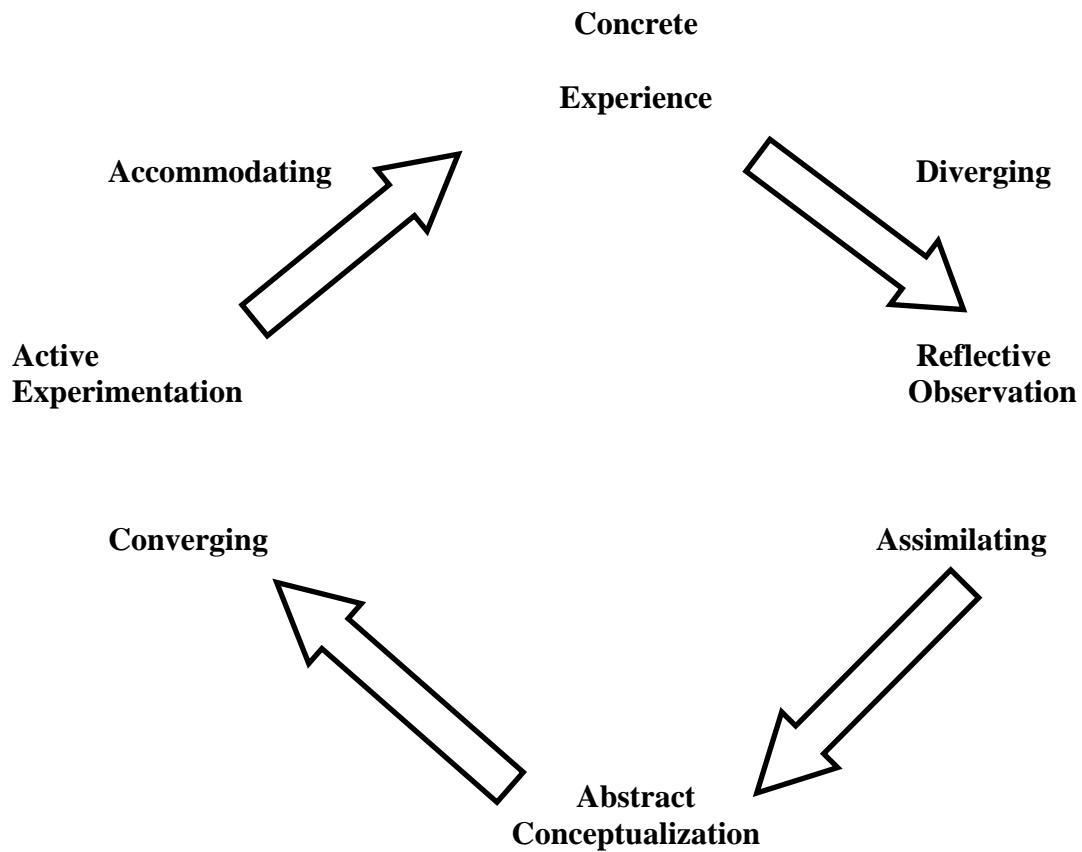 Concrete
Experience
Accommodating
Diverging
Active
Experimentation
Reflective
Observation
Converging
Assimilating
Abstract
Conceptualization